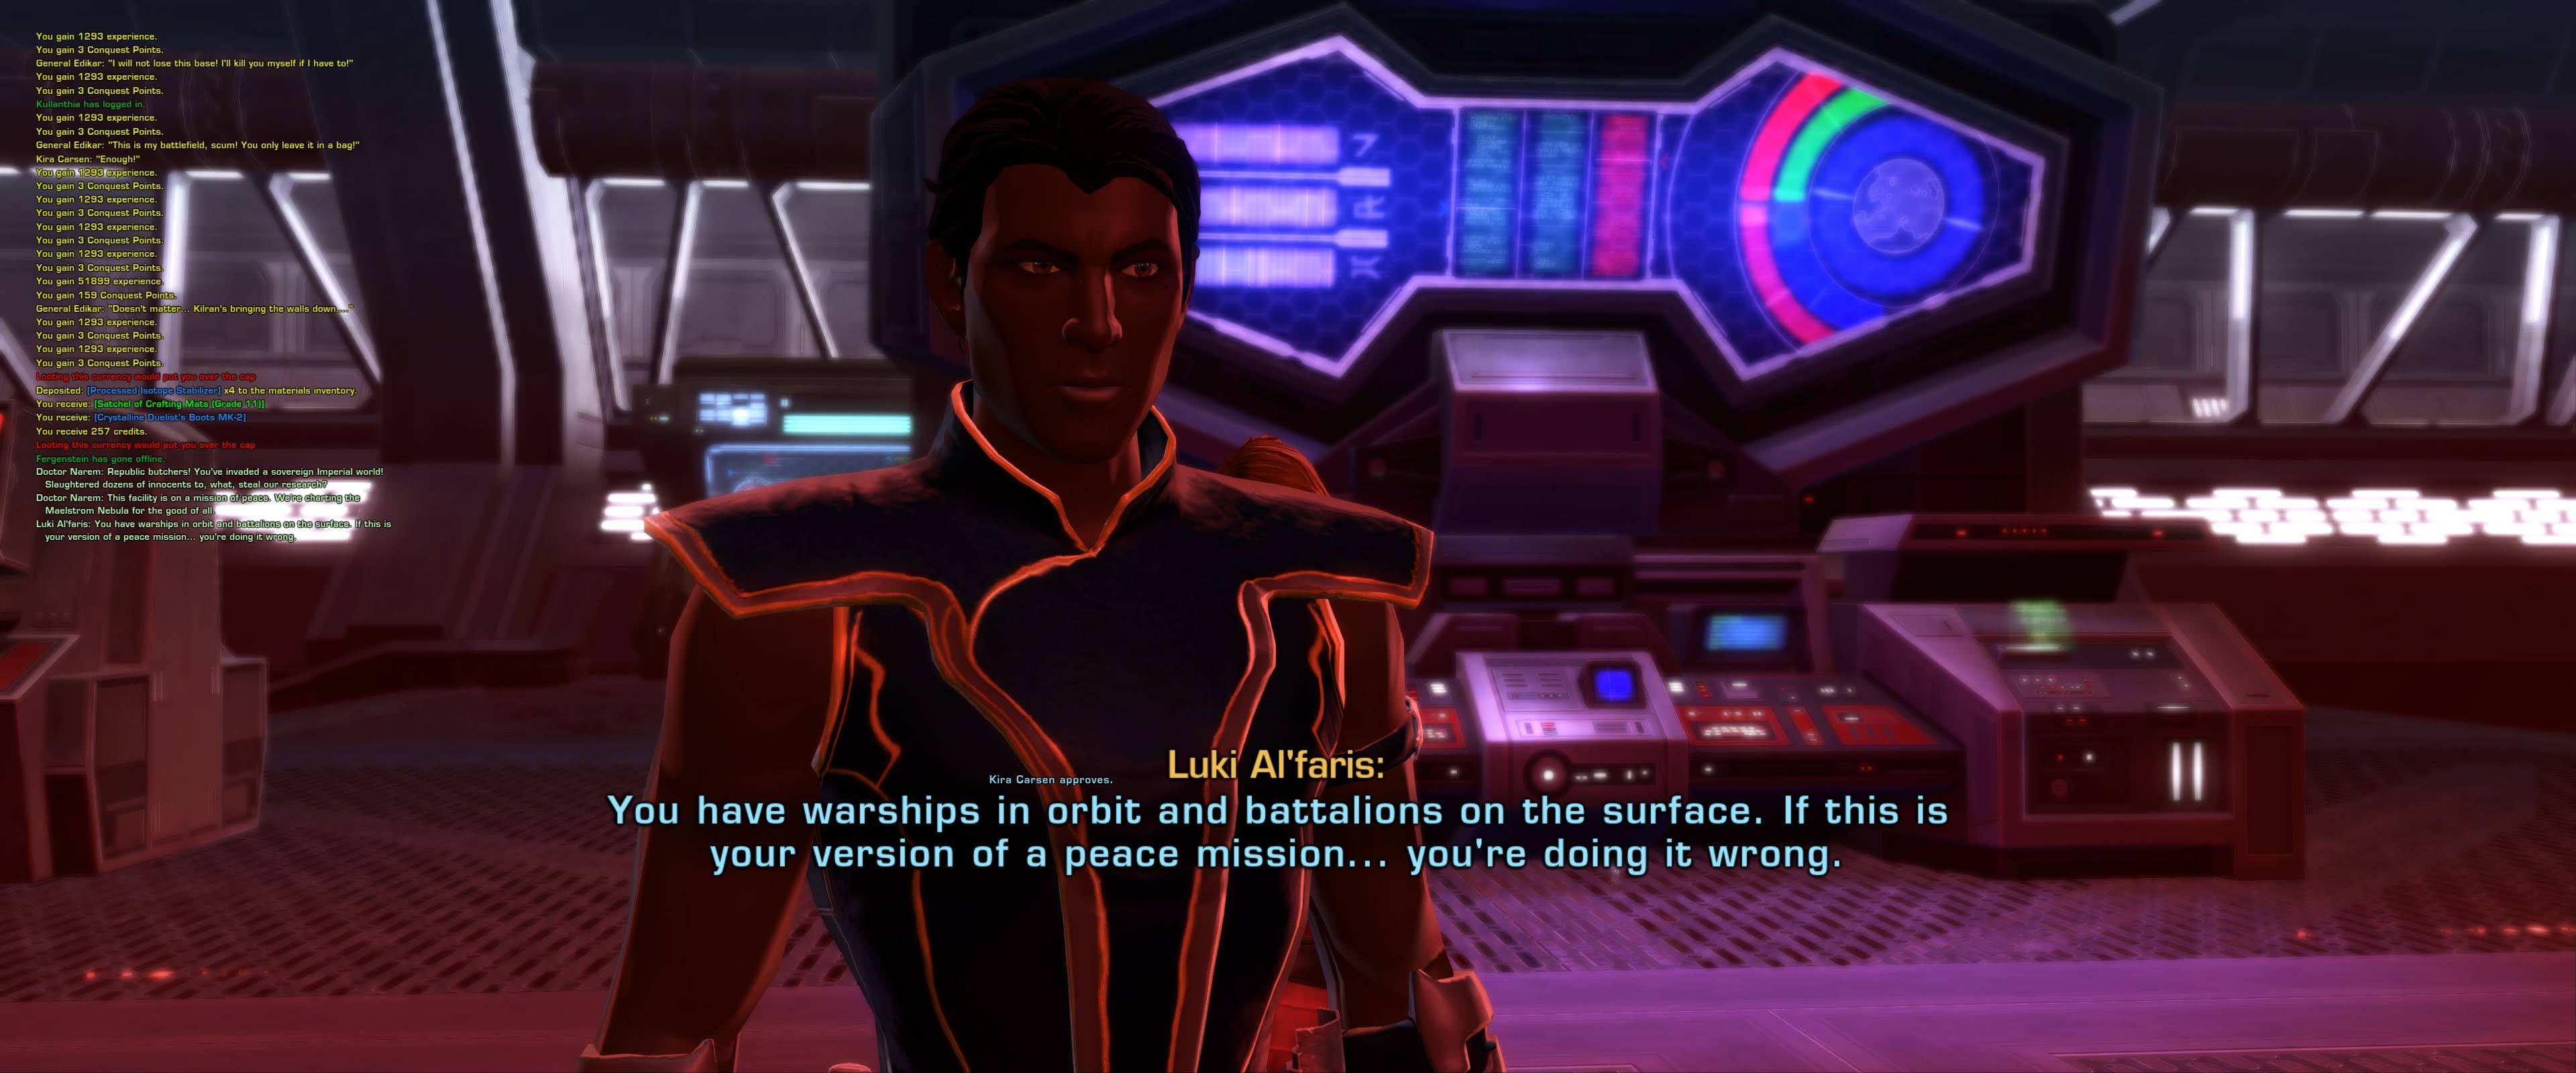 You gain 1293 experience.
You gain 3 Conquest Points.
General Edikar: "I will not lose this base! I'll kill you myself if I have to!"
You gain 1293 experience.
You gain 3 Conquest Points.
Kullanthia has logged in.
You gain 1293 experience.
You gain 3 Conquest Points.
General Edikar: "This is my battlefield, scum! You only leave it in a bag!"
Kira Carsen: "Enough!"
You gain 1293 experience.
You gain 3 Conquest Points.
You gain 1293 experience.
You gain 3 Conquest Points.
You gain 1293 experience.
You gain 3 Conquest Points.
You gain 1293 experience.
You gain 3 Conquest Points.
You gain 51899 experience.
You gain 159 Conquest Points.
General Edikar: "Doesn't matter... Kilran's bringing the walls down...."
You gain 1293 experience.
You gain 3 Conquest Points.
You gain 1293 experience.
You gain 3 Conquest Points.
Looting this currency would put you over the cap
Deposited: [Processed Isotope Stabilizer] x4 to the materials inventory.
You receive: [Satchel of Crafting Mats (Grade 11)]
You receive: [Crystalline Duelist's Boots MK-2]
You receive 257 credits.
Looting this currency would put you over the cap
Fergenstein has gone offline.
Doctor Narem: Republic butchers! You've invaded a sovereign Imperial world!
Slaughtered dozens of innocents to, what, steal our research?
Doctor Narem: This facility is on a mission of peace. We're charting the
Maelstrom Nebula for the good of all.
Luki Al'faris: You have warships in orbit and battalions on the surface. If this is
your version of a peace mission... you're doing it wrong.
Kira Carsen approves.
Luki Al'faris:
You have warships in orbit and battalions on the surface. If this is
your version of a peace mission... you're doing it wrong.